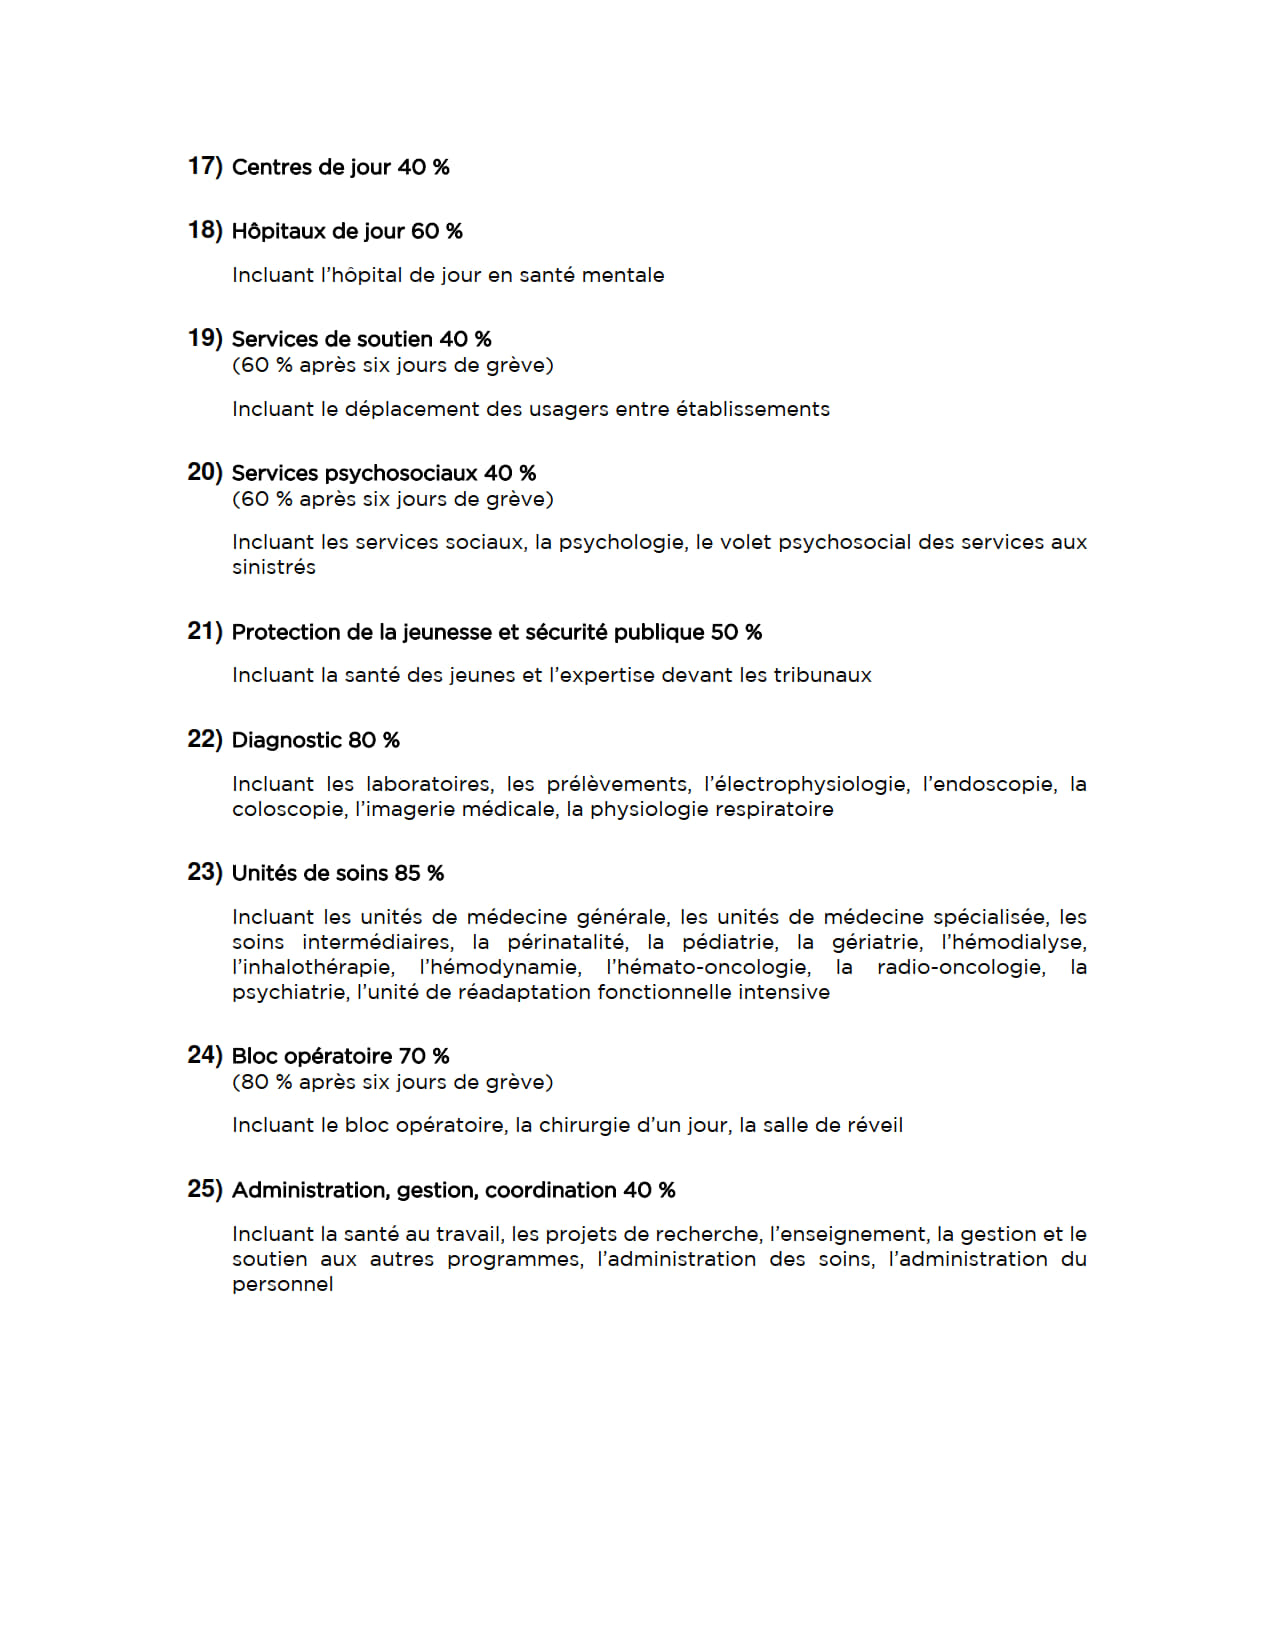 17) Centres de jour 40 %
18) Hôpitaux de jour 60 %
Incluant l’hôpital de jour en santé mentale
19) Services de soutien 40 %
(60 % après six jours de grève)
Incluant le déplacement des usagers entre établissements
20) Services psychosociaux 40 %
(60 % après six jours de grève)
Incluant les services sociaux, la psychologie, le volet psychosocial des services aux
sinistrés
21) Protection de la jeunesse et sécurité publique 50 %
Incluant la santé des jeunes et l’expertise devant les tribunaux
22) Diagnostic 80 %
Incluant les laboratoires, les prélèvements, l’électrophysiologie, l’endoscopie, la
coloscopie, l’imagerie médicale, la physiologie respiratoire
23) Unités de soins 85 %
Incluant les unités de médecine générale, les unités de médecine spécialisée, les
soins intermédiaires, la périnatalité, la pédiatrie, la gériatrie, l’hémodialyse,
l’inhalothérapie, l’hémodynamie, l’hémato-oncologie, la radio-oncologie, la
psychiatrie, l’unité de réadaptation fonctionnelle intensive
24) Bloc opératoire 70 %
(80 % après six jours de grève)
Incluant le bloc opératoire, la chirurgie d’un jour, la salle de réveil
25) Administration, gestion, coordination 40 %
Incluant la santé au travail, les projets de recherche, l’enseignement, la gestion et le
soutien aux autres programmes, l’administration des soins, l’administration du
personnel